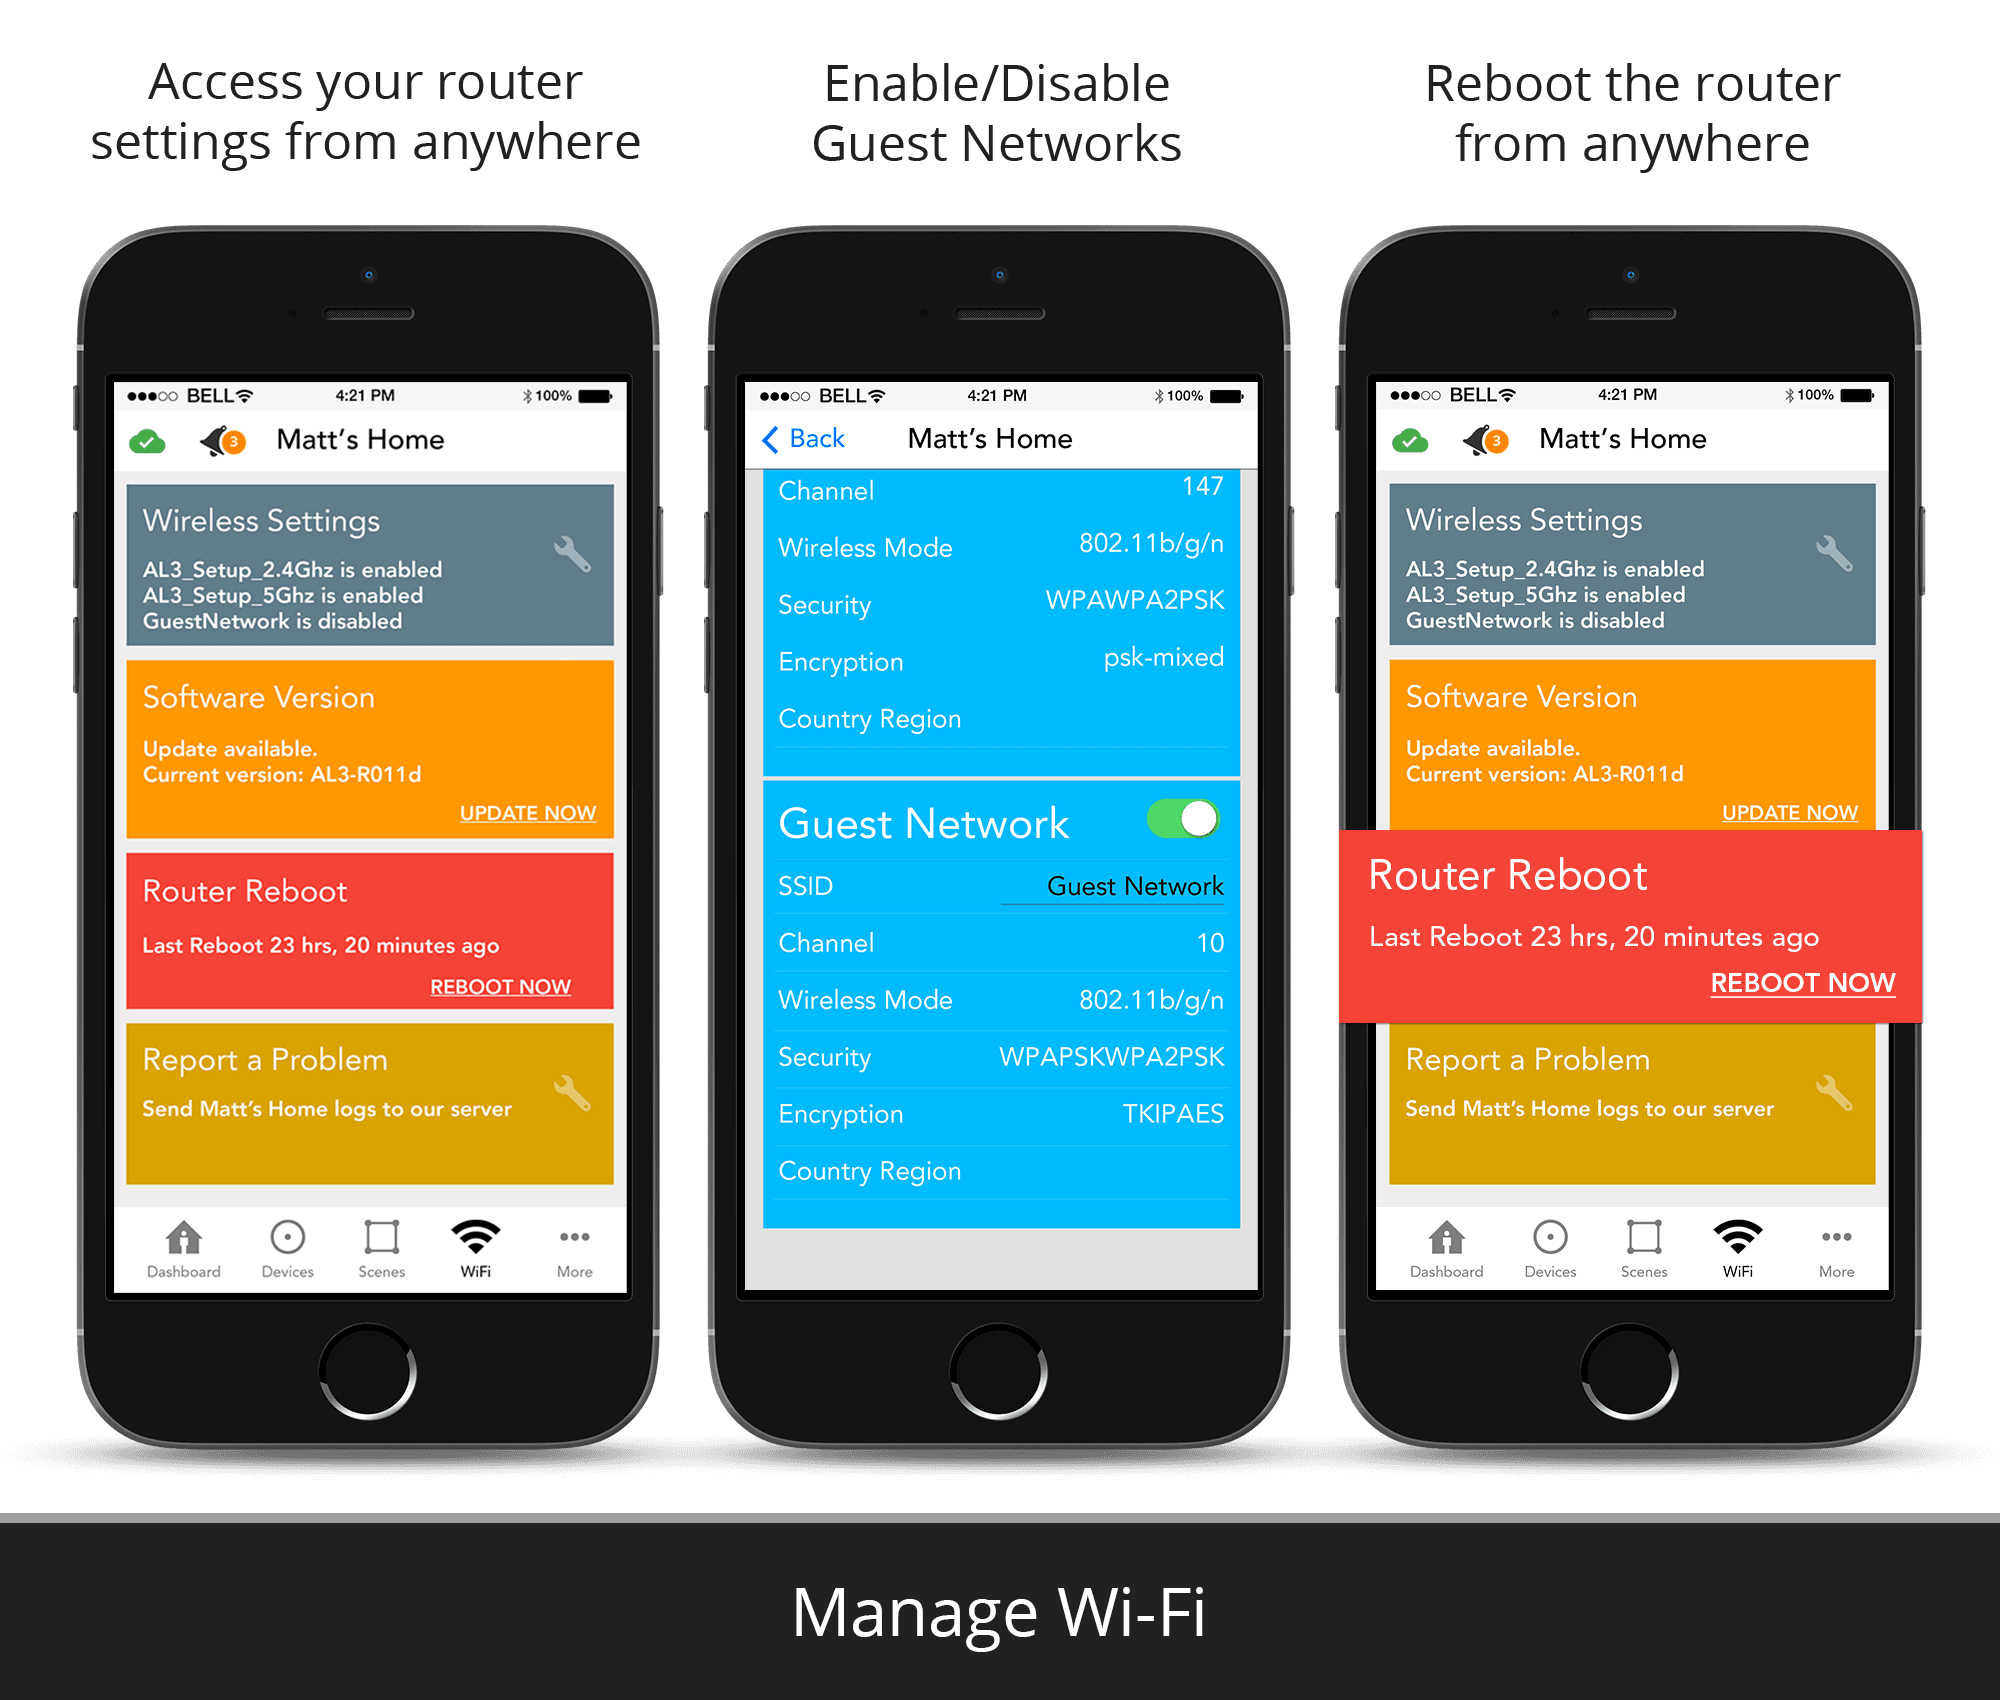 Access your router
settings from anywhere
Enable/Disable
Guest Networks
Reboot the router
from anywhere
BELL
4:21 PM
100%
3
Matt's Home
Wireless Settings
AL3_Setup_2.4Ghz is enabled
AL3_Setup_5Ghz is enabled
GuestNetwork is disabled
Software Version
Update available.
Current version: AL3-R011d
UPDATE NOW
Router Reboot
Last Reboot 23 hrs, 20 minutes ago
REBOOT NOW
Report a Problem
Send Matt's Home logs to our server
Dashboard
Devices
Scenes
WiFi
More
BELL
4:21 PM
100%
Back
Matt's Home
Channel 147
Wireless Mode 802.11b/g/n
Security WPAWPA2PSK
Encryption psk-mixed
Country Region
Guest Network
SSID Guest Network
Channel 10
Wireless Mode 802.11b/g/n
Security WPAPSKWPA2PSK
Encryption TKIPAES
Country Region
BELL
4:21 PM
100%
3
Matt's Home
Wireless Settings
AL3_Setup_2.4Ghz is enabled
AL3_Setup_5Ghz is enabled
GuestNetwork is disabled
Software Version
Update available.
Current version: AL3-R011d
UPDATE NOW
Router Reboot
Last Reboot 23 hrs, 20 minutes ago
REBOOT NOW
Report a Problem
Send Matt's Home logs to our server
Dashboard
Devices
Scenes
WiFi
More
Manage Wi-Fi